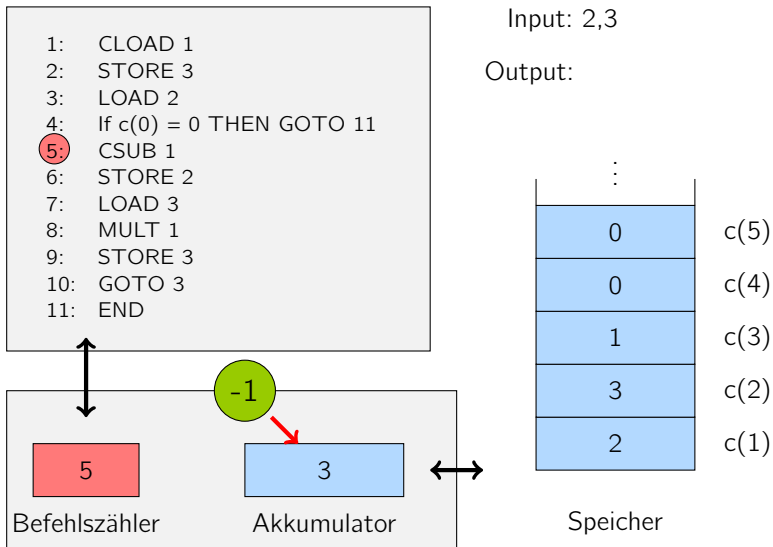 1: CLOAD 1
2: STORE 3
3: LOAD 2
4: If c(0) = 0 THEN GOTO 11
5: CSUB 1
6: STORE 2
7: LOAD 3
8: MULT 1
9: STORE 3
10: GOTO 3
11: END
Input: 2,3
Output:
⋮
0 c(5)
0 c(4)
1 c(3)
3 c(2)
2 c(1)
Speicher
-1
5
Befehlszähler
3
Akkumulator